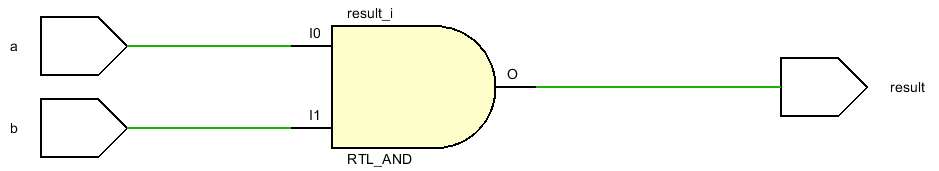 result_i
a
I0
O
result
b
I1
RTL_AND